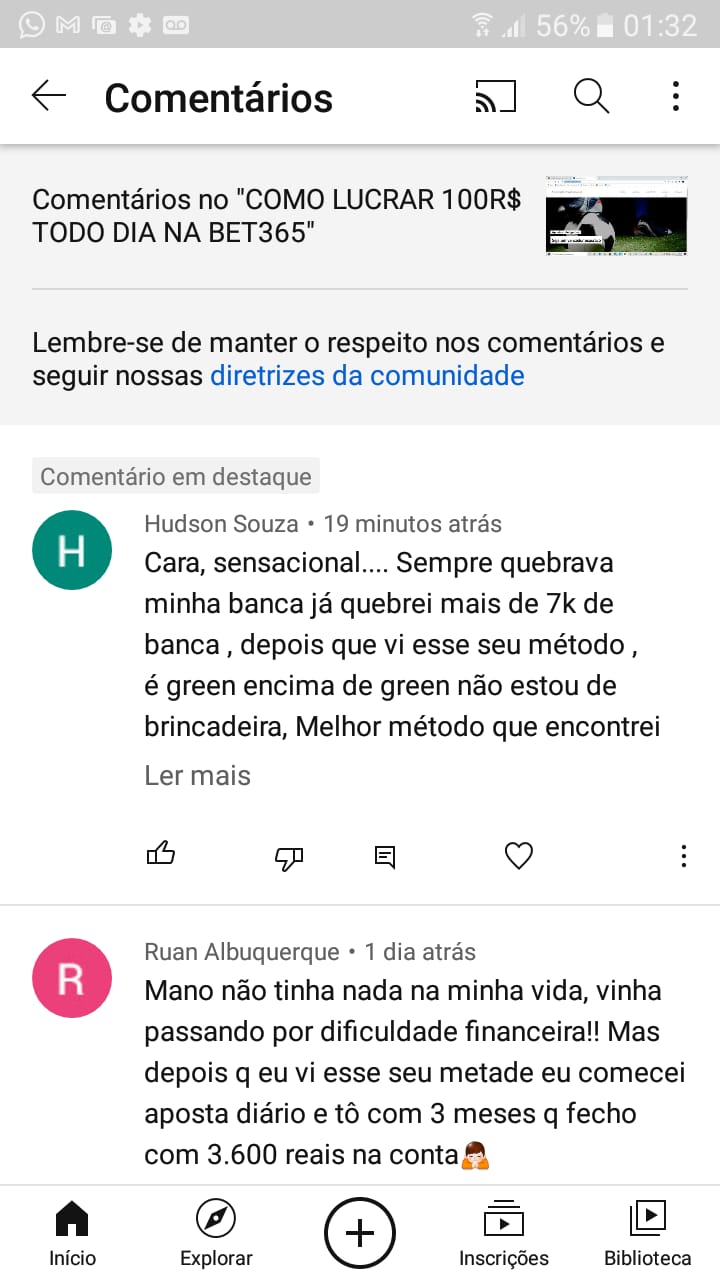 56% 01:32
Comentários
Comentários no "COMO LUCRAR 100R$
TODO DIA NA BET365"
Lembre-se de manter o respeito nos comentários e
seguir nossas diretrizes da comunidade
Comentário em destaque
H
Hudson Souza • 19 minutos atrás
Cara, sensacional.... Sempre quebrava
minha banca já quebrei mais de 7k de
banca , depois que vi esse seu método ,
é green encima de green não estou de
brincadeira, Melhor método que encontrei
Ler mais
R
Ruan Albuquerque • 1 dia atrás
Mano não tinha nada na minha vida, vinha
passando por dificuldade financeira!! Mas
depois q eu vi esse seu metade eu comecei
aposta diário e tô com 3 meses q fecho
com 3.600 reais na conta🙇
Início Explorar Inscrições Biblioteca